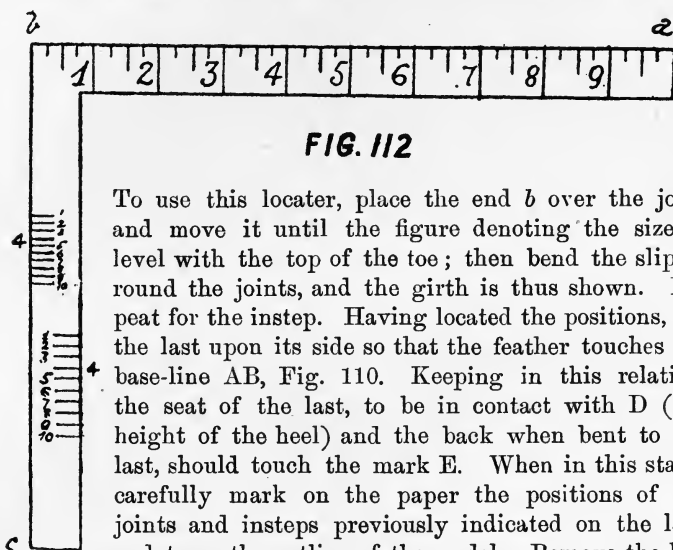 b a
1 2 3 4 5 6 7 8 9
FIG. 112
To use this locater, place the end b over the jo
and move it until the figure denoting the size
level with the top of the toe; then bend the slip
round the joints, and the girth is thus shown.
peat for the instep. Having located the positions,
the last upon its side so that the feather touches
base-line AB, Fig. 110. Keeping in this relati
the seat of the last, to be in contact with D (
height of the heel) and the back when bent to
last, should touch the mark E. When in this sta
carefully mark on the paper the positions of
joints and insteps previously indicated on the l
4
4
10
c